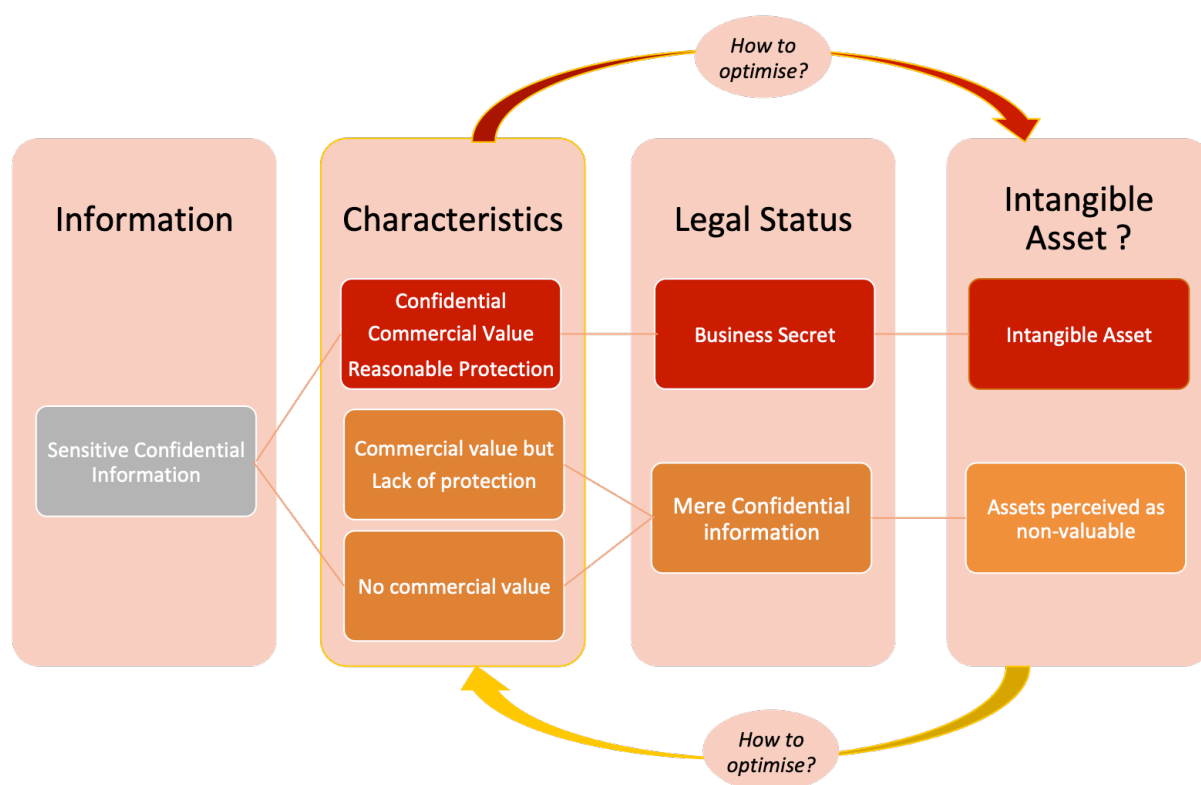 How to
optimise?
Information
Characteristics
Legal Status
Intangible
Asset ?
Confidential
Commercial Value
Reasonable Protection
Business Secret
Intangible Asset
Sensitive Confidential
Information
Commercial value but
Lack of protection
Mere Confidential
information
Assets perceived as
non-valuable
No commercial value
How to
optimise?